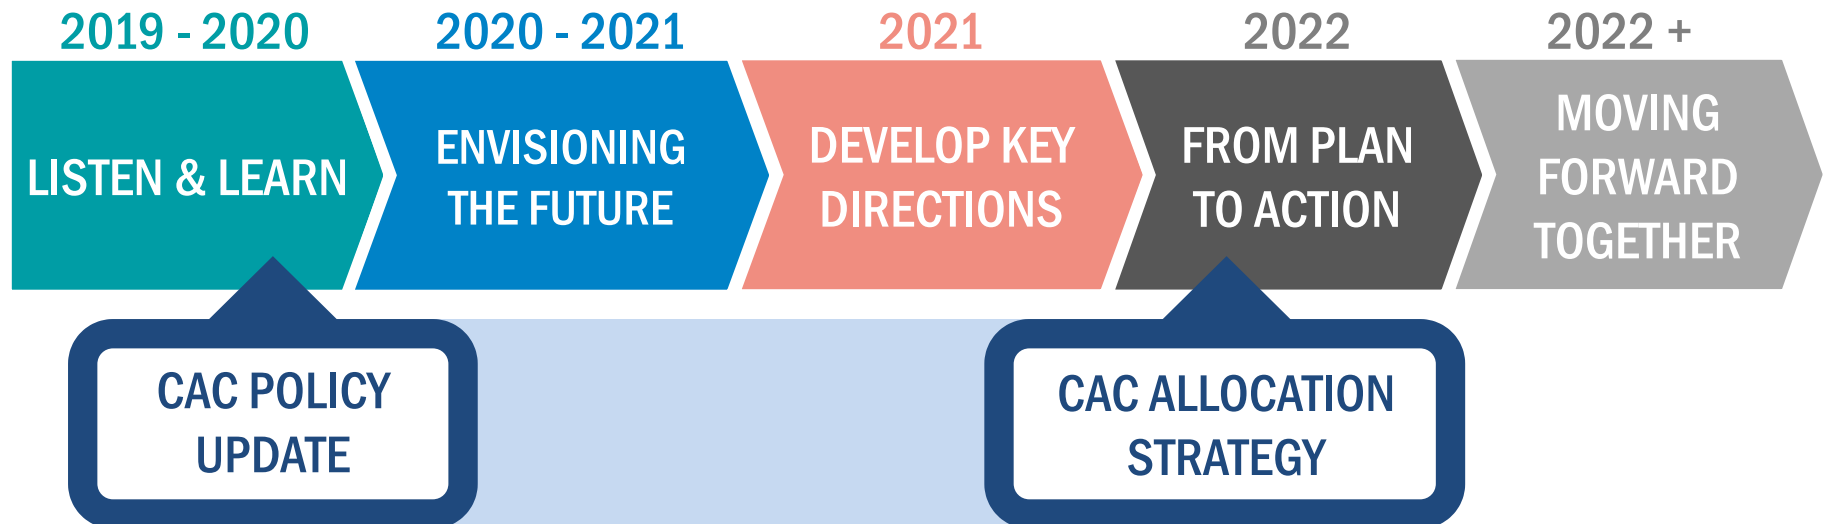 2019 - 2020
2020 - 2021
2021
2022
2022 +
LISTEN & LEARN
ENVISIONING
THE FUTURE
DEVELOP KEY
DIRECTIONS
FROM PLAN
TO ACTION
MOVING
FORWARD
TOGETHER
CAC POLICY
UPDATE
CAC ALLOCATION
STRATEGY